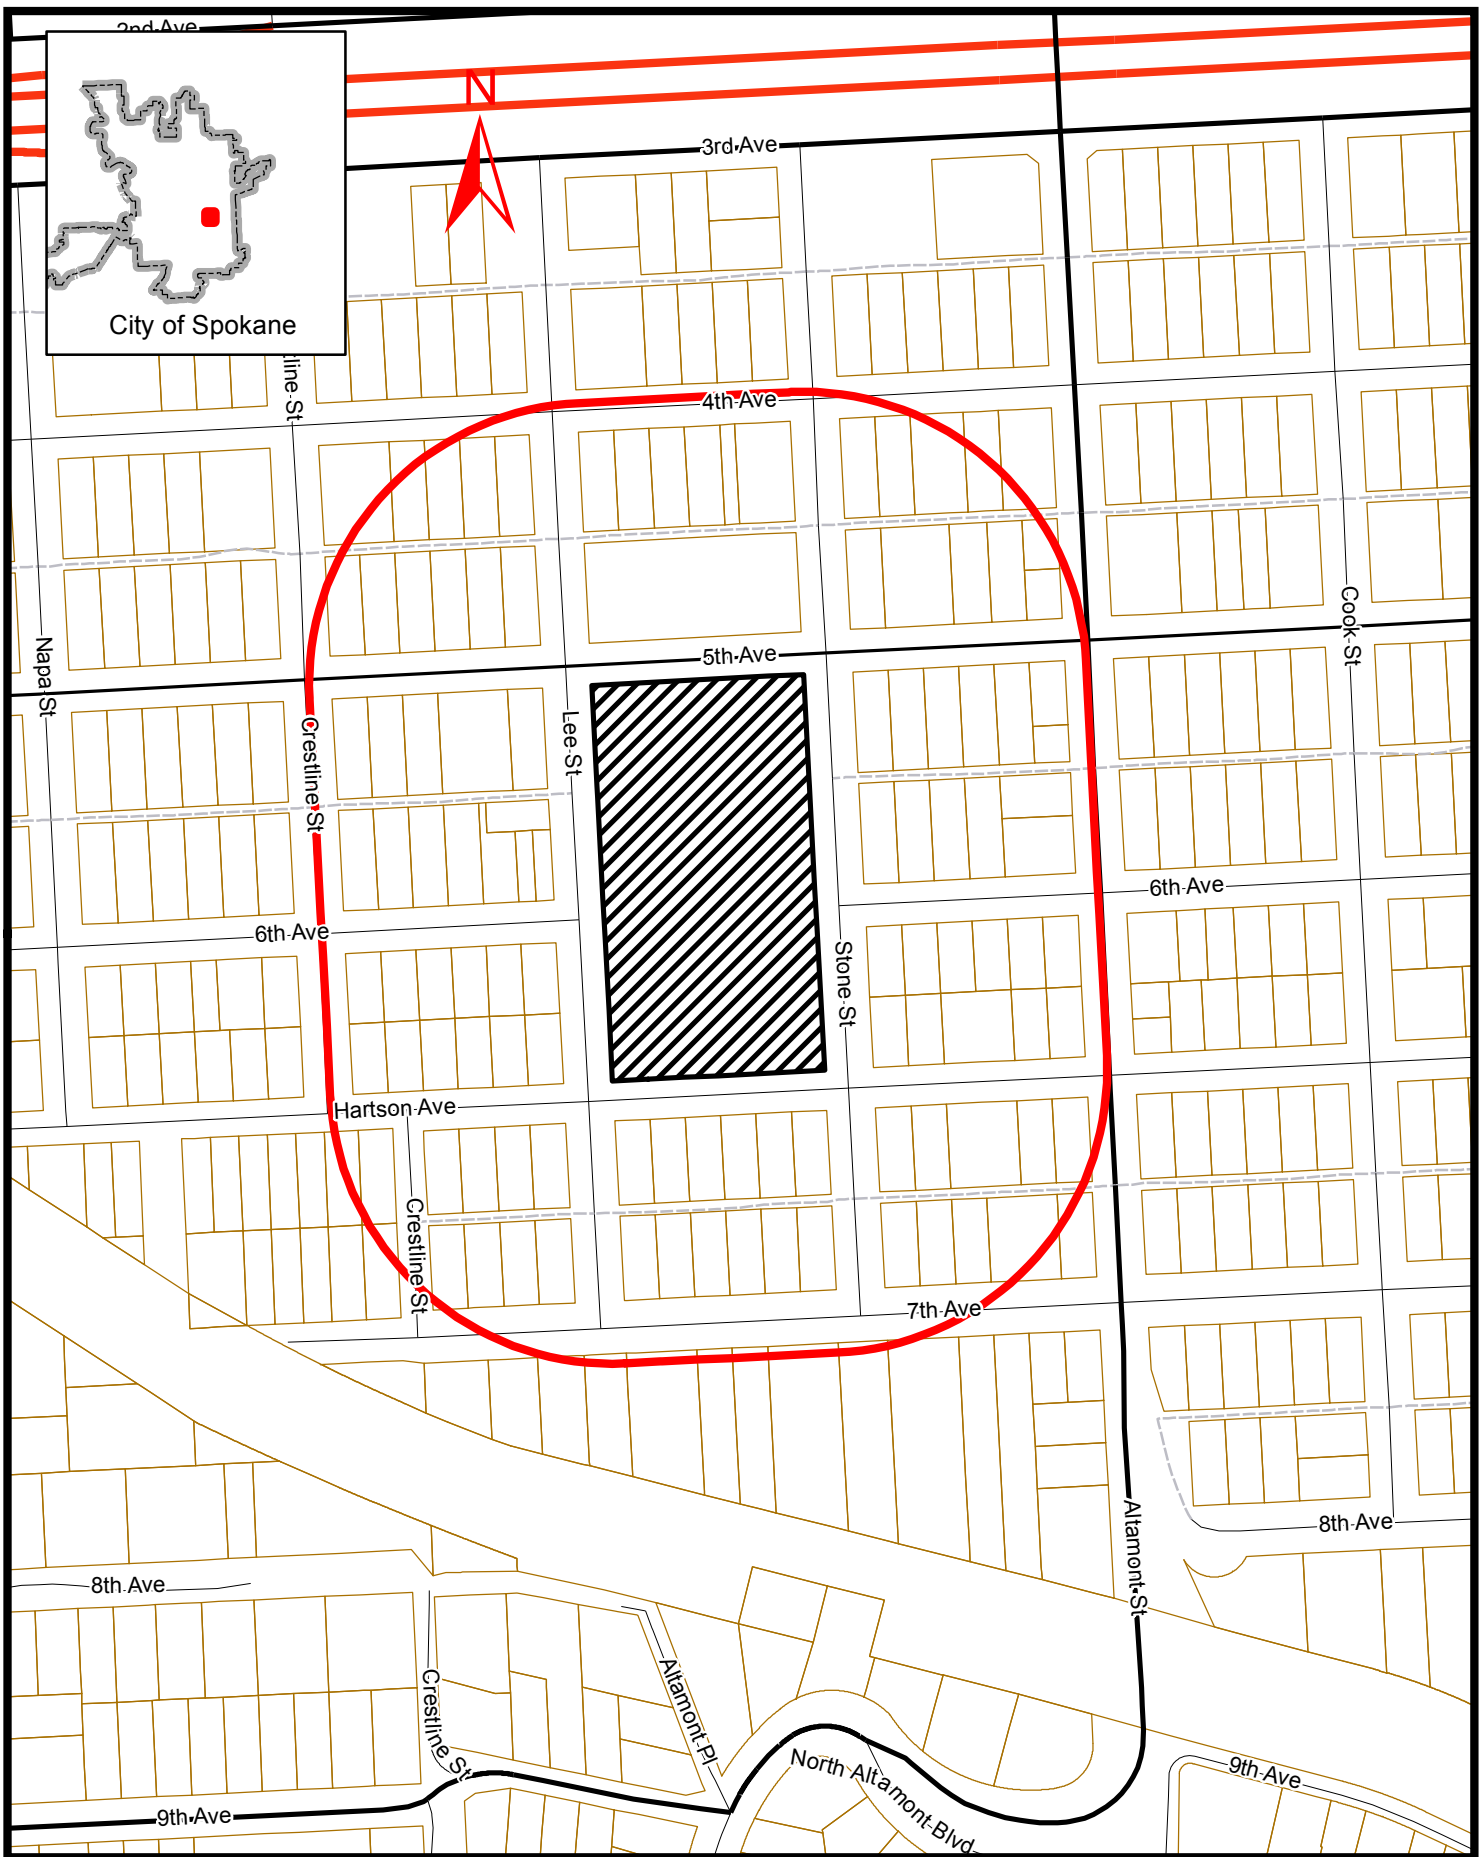 2nd Ave
N
3rd Ave
City of Spokane
tline St
4th Ave
Cook St
Napa St
5th Ave
Crestline St
Lee St
6th Ave
6th Ave
Stone St
Hartson Ave
Crestline St
7th Ave
Altamont St
8th Ave
8th Ave
Crestline St
Altamont Pl
North Altamont Blvd
9th Ave
9th Ave